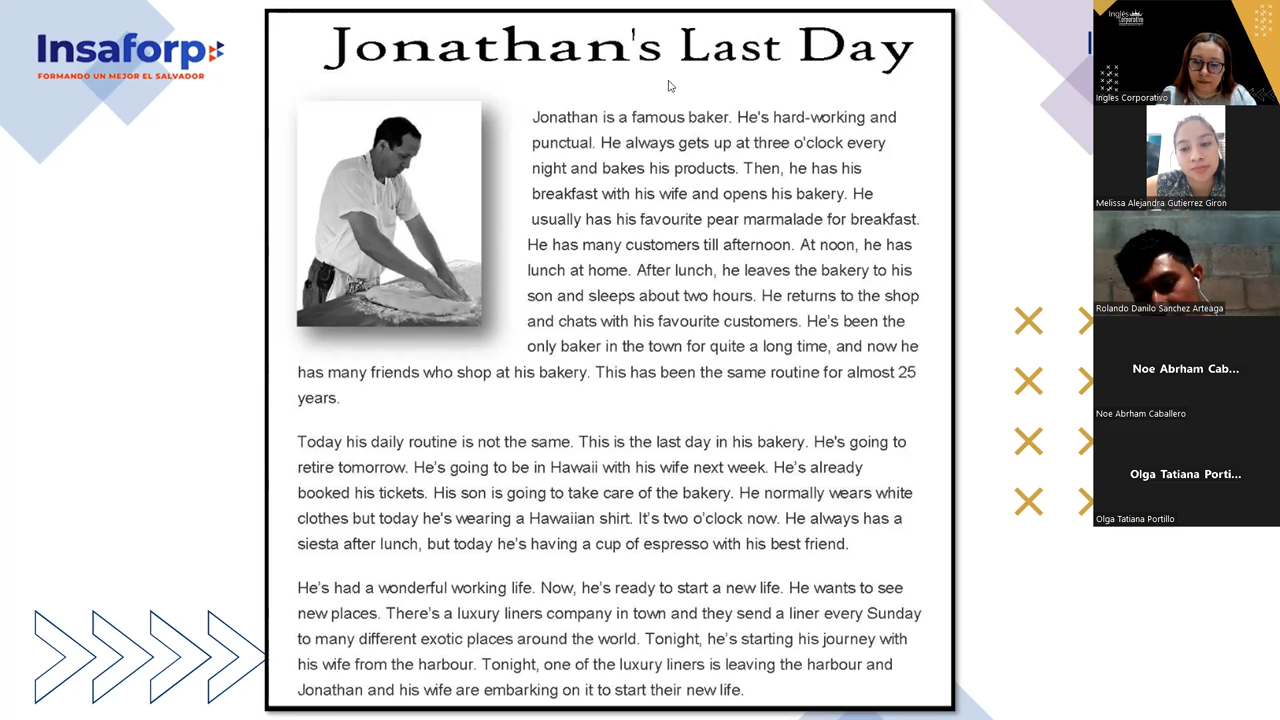 Insaforp
FORMANDO UN MEJOR EL SALVADOR
Jonathan's Last Day
Jonathan is a famous baker. He's hard-working and
punctual. He always gets up at three o'clock every
night and bakes his products. Then, he has his
breakfast with his wife and opens his bakery. He
usually has his favourite pear marmalade for breakfast.
He has many customers till afternoon. At noon, he has
lunch at home. After lunch, he leaves the bakery to his
son and sleeps about two hours. He returns to the shop
and chats with his favourite customers. He's been the
only baker in the town for quite a long time, and now he
has many friends who shop at his bakery. This has been the same routine for almost 25
years.
Today his daily routine is not the same. This is the last day in his bakery. He's going to
retire tomorrow. He's going to be in Hawaii with his wife next week. He's already
booked his tickets. His son is going to take care of the bakery. He normally wears white
clothes but today he's wearing a Hawaiian shirt. It's two o'clock now. He always has a
siesta after lunch, but today he's having a cup of espresso with his best friend.
He's had a wonderful working life. Now, he's ready to start a new life. He wants to see
new places. There's a luxury liners company in town and they send a liner every Sunday
to many different exotic places around the world. Tonight, he's starting his journey with
his wife from the harbour. Tonight, one of the luxury liners is leaving the harbour and
Jonathan and his wife are embarking on it to start their new life.
Inglés
Corporativo
Ingles Corporativo
Melissa Alejandra Gutierrez Giron
Rolando Danilo Sanchez Arteaga
Noe Abrham Cab...
Noe Abrham Caballero
Olga Tatiana Porti...
Olga Tatiana Portillo